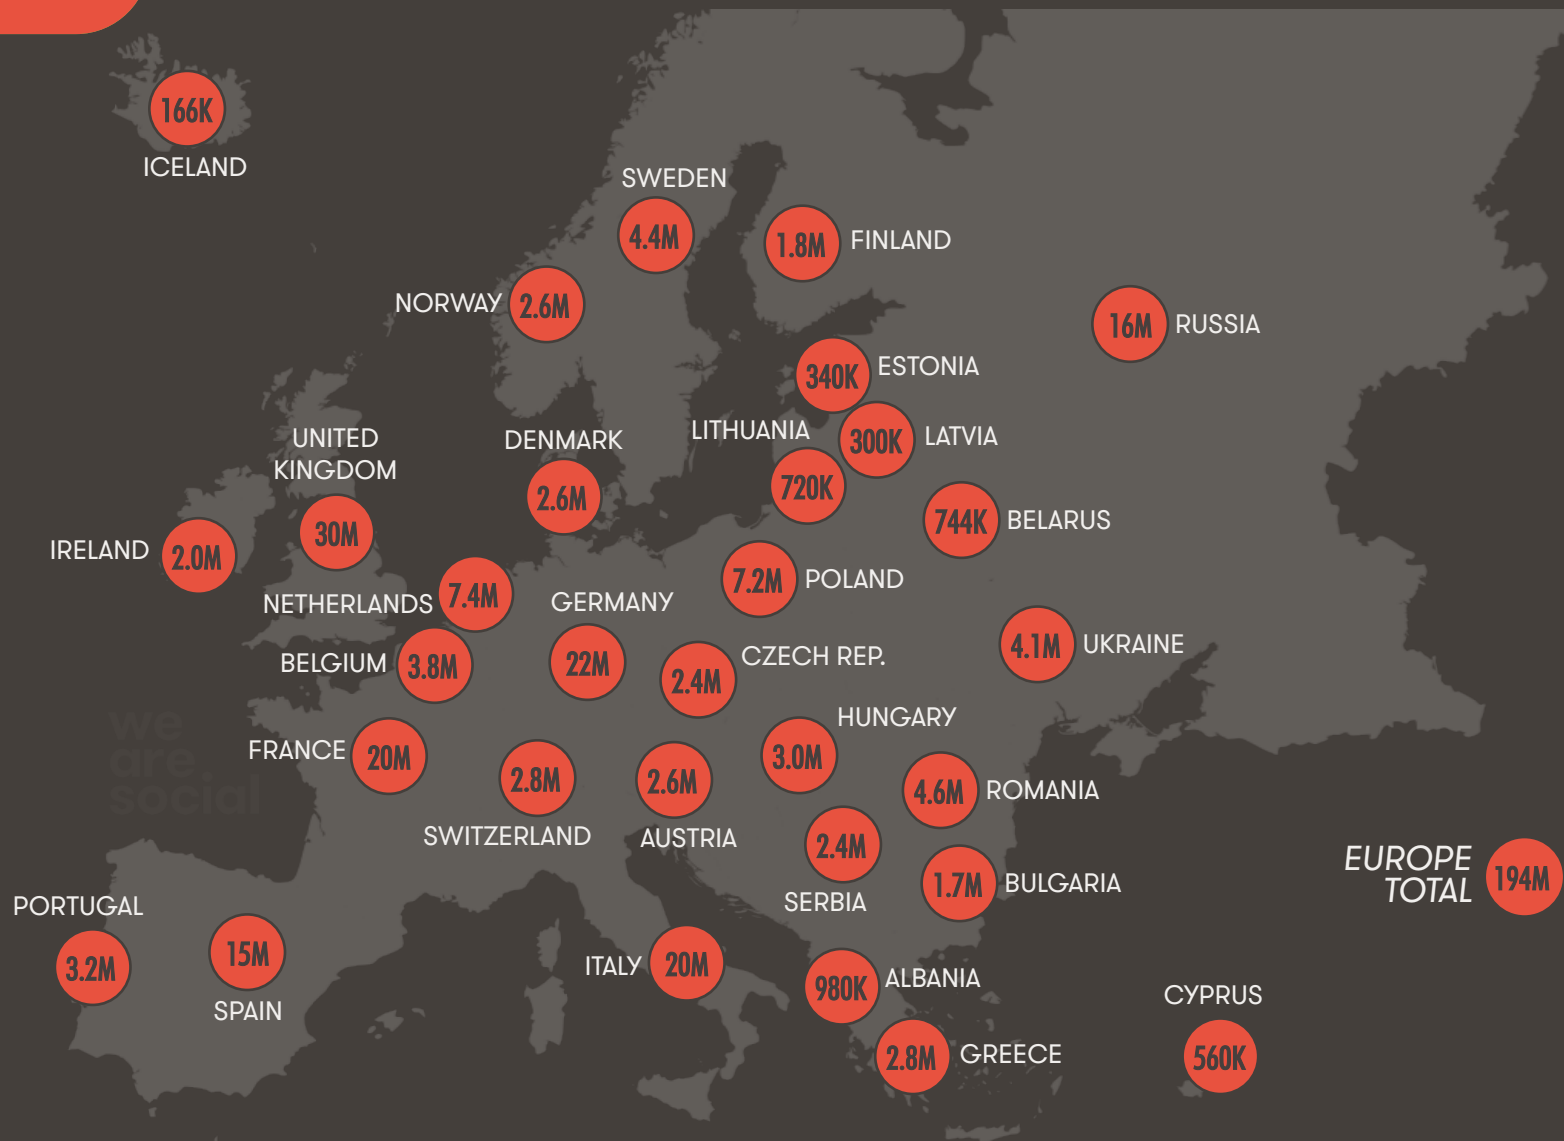 166K
ICELAND
SWEDEN
4.4M
1.8M
FINLAND
NORWAY
2.6M
16M
RUSSIA
340K
ESTONIA
LITHUANIA
300K
LATVIA
720K
UNITED
KINGDOM
30M
DENMARK
2.6M
744K
BELARUS
IRELAND
2.0M
NETHERLANDS
7.4M
GERMANY
22M
7.2M
POLAND
BELGIUM
3.8M
2.4M
CZECH REP.
4.1M
UKRAINE
we
are
social
FRANCE
20M
2.8M
SWITZERLAND
2.6M
AUSTRIA
HUNGARY
3.0M
4.6M
ROMANIA
2.4M
SERBIA
1.7M
BULGARIA
EUROPE
TOTAL
194M
PORTUGAL
3.2M
15M
SPAIN
ITALY
20M
980K
ALBANIA
2.8M
GREECE
CYPRUS
560K